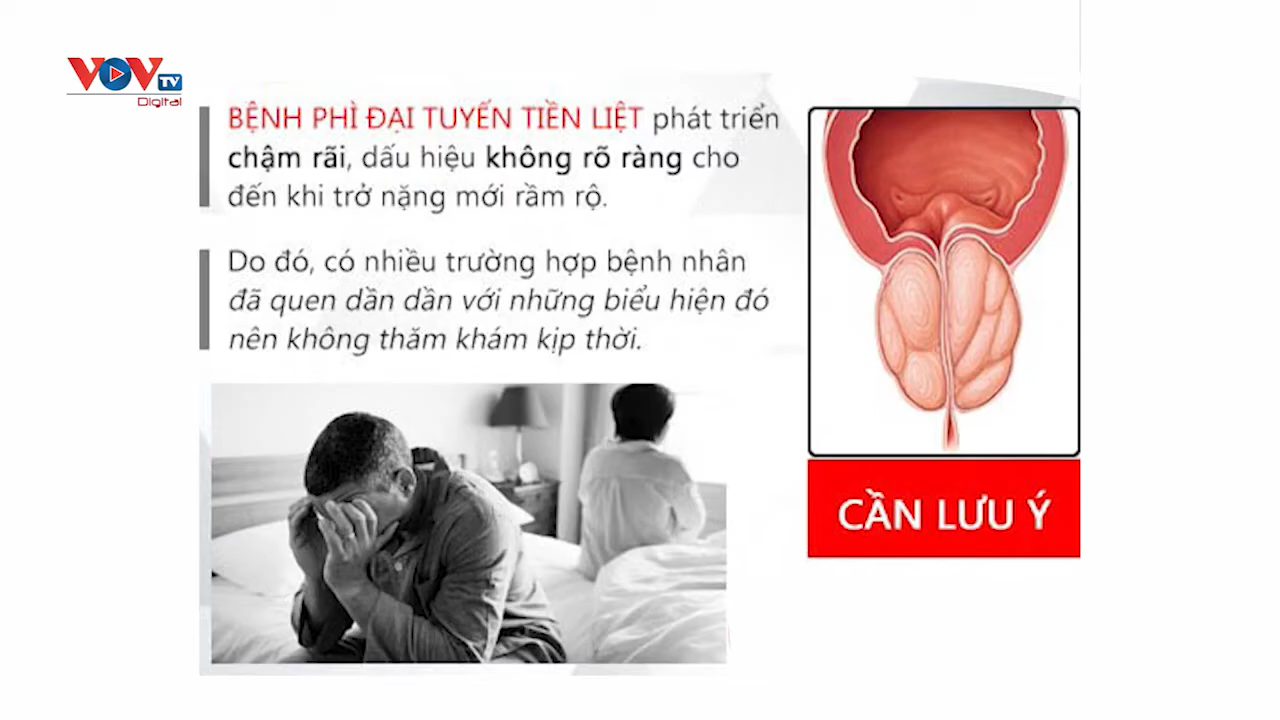 VOV TV
Digital
BỆNH PHÌ ĐẠI TUYẾN TIỀN LIỆT phát triển
chậm rãi, dấu hiệu không rõ ràng cho
đến khi trở nặng mới rầm rộ.
Do đó, có nhiều trường hợp bệnh nhân
đã quen dần dần với những biểu hiện đó
nên không thăm khám kịp thời.
CẦN LƯU Ý